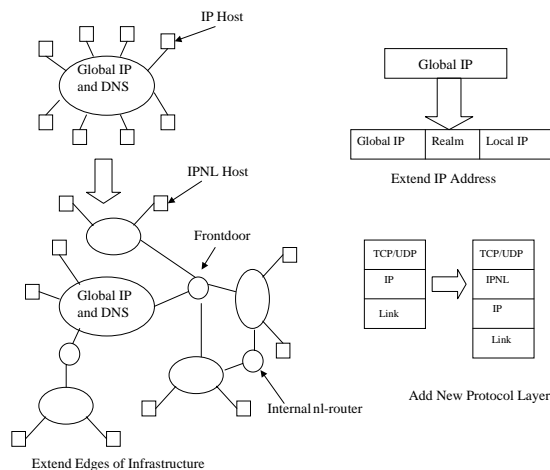 IP Host
Global IP
and DNS
IPNL Host
Frontdoor
Global IP
and DNS
Internal nl-router
Extend Edges of Infrastructure
Global IP
Global IP Realm Local IP
Extend IP Address
TCP/UDP
IP
Link
TCP/UDP
IPNL
IP
Link
Add New Protocol Layer